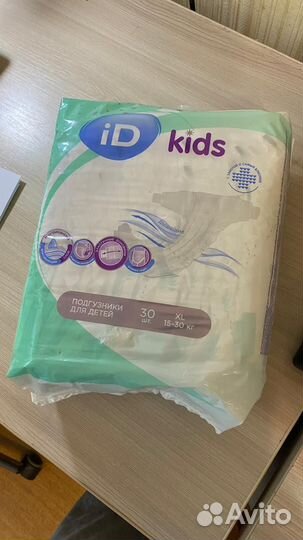 iD
kids
ПОДГУЗНИКИ
ДЛЯ ДЕТЕЙ
30
ШТ.
XL
15-30 КГ
Avito